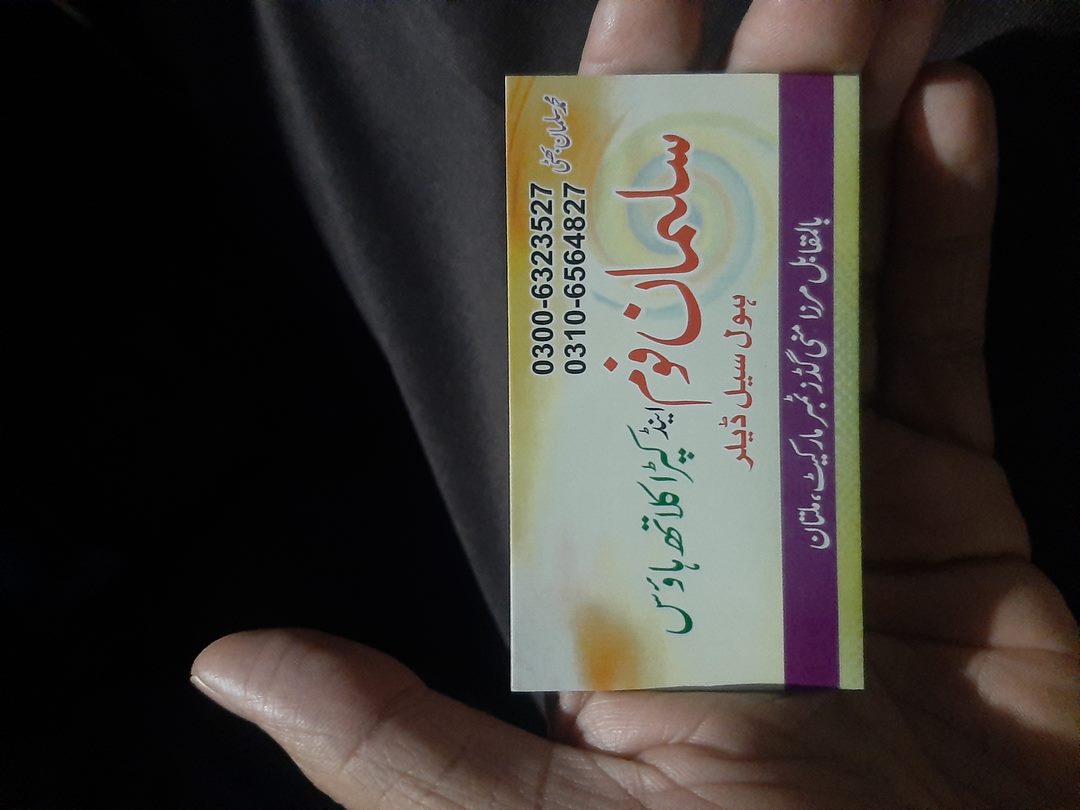 محمد سلمان بھٹی
0300-6323527
0310-6564827
سلمان فوم اینڈ کپڑا کلاتھ ہاؤس
ہول سیل ڈیلر
بالمقابل مرزا منی گڈز ٹمبر مارکیٹ، ملتان